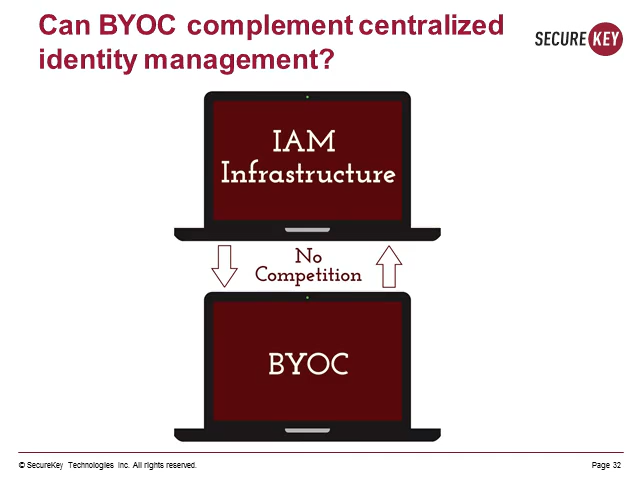 Can BYOC complement centralized
identity management?
SECUREKEY
IAM
Infrastructure
No
Competition
BYOC
© SecureKey Technologies Inc. All rights reserved.
Page 32